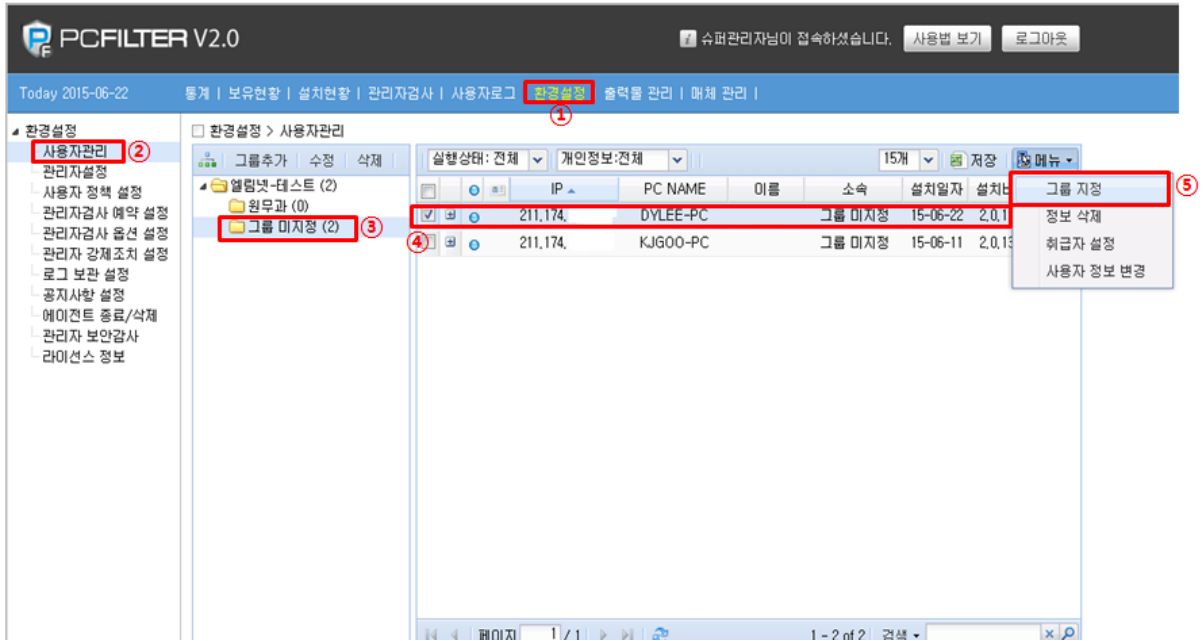 PCFILTER V2.0
슈퍼관리자님이 접속하셨습니다. 사용법 보기 로그아웃
Today 2015-06-22 통계 | 보유현황 | 설치현황 | 관리자검사 | 사용자로그 환경설정 출력물 관리 | 매체 관리 |
①
환경설정
사용자관리 ②
관리자설정
사용자 정책 설정
관리자검사 예약 설정
관리자검사 옵션 설정
관리자 강제조치 설정
로그 보관 설정
공지사항 설정
에이전트 종료/삭제
관리자 보안감사
라이선스 정보
환경설정 > 사용자관리
그룹추가 수정 삭제
엘림넷-테스트 (2)
원무과 (0)
그룹 미지정 (2) ③
실행상태: 전체 개인정보:전체 15개 저장 메뉴
IP PC NAME 이름 소속 설치일자
211.174. DYLEE-PC 그룹 미지정 15-06-22 2.0.1
④
211.174. KJGOO-PC 그룹 미지정 15-06-11 2.0.13
그룹 지정 ⑤
정보 삭제
취급자 설정
사용자 정보 변경
페이지 1 / 1 1 - 2 of 2 검색